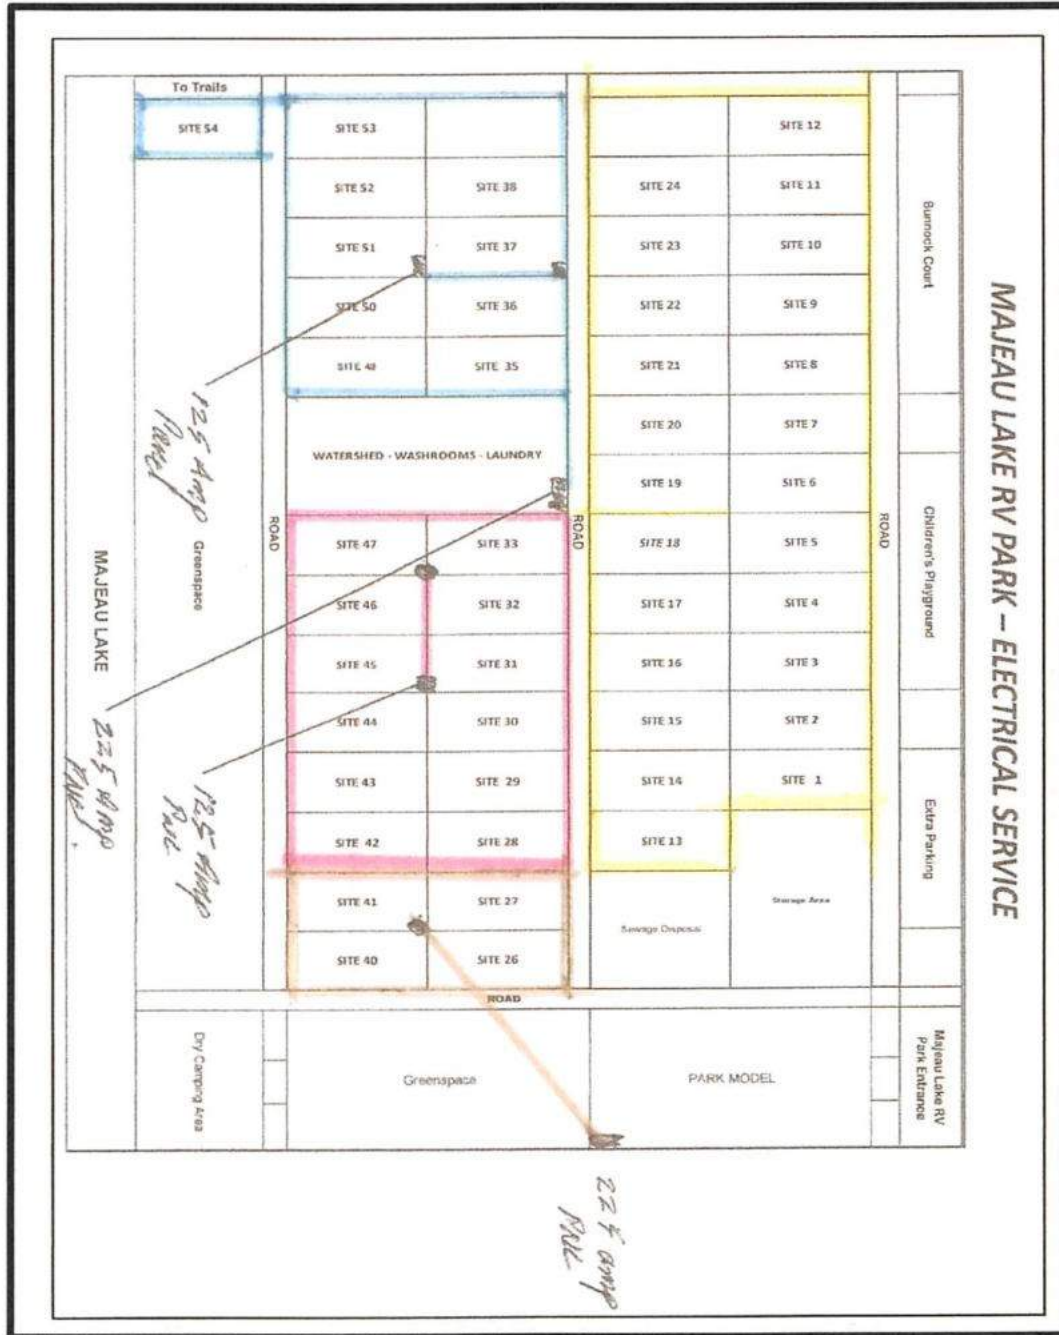 MAJEAU LAKE RV PARK – ELECTRICAL SERVICE
To Trails
SITE 54
SITE 53
SITE 12
SITE 52
SITE 38
SITE 24
SITE 11
SITE 51
SITE 37
SITE 23
SITE 10
SITE 50
SITE 36
SITE 22
SITE 9
SITE 35
SITE 21
SITE 8
SITE 20
SITE 7
WATERSHED - WASHROOMS - LAUNDRY
SITE 19
SITE 6
SITE 47
SITE 33
SITE 18
SITE 5
SITE 46
SITE 32
SITE 17
SITE 4
SITE 45
SITE 31
SITE 16
SITE 3
SITE 44
SITE 30
SITE 15
SITE 2
SITE 43
SITE 29
SITE 14
SITE 1
SITE 42
SITE 28
SITE 13
SITE 41
SITE 27
Storage Area
Sewage Disposal
SITE 40
SITE 26
ROAD
Greenspace
PARK MODEL
Bunnock Court
Children's Playground
Extra Parking
Majeau Lake RV
Park Entrance
ROAD
ROAD
ROAD
Greenspace
Dry Camping Area
MAJEAU LAKE
125 Amp
Panel
225 Amp
125 Amp
amp